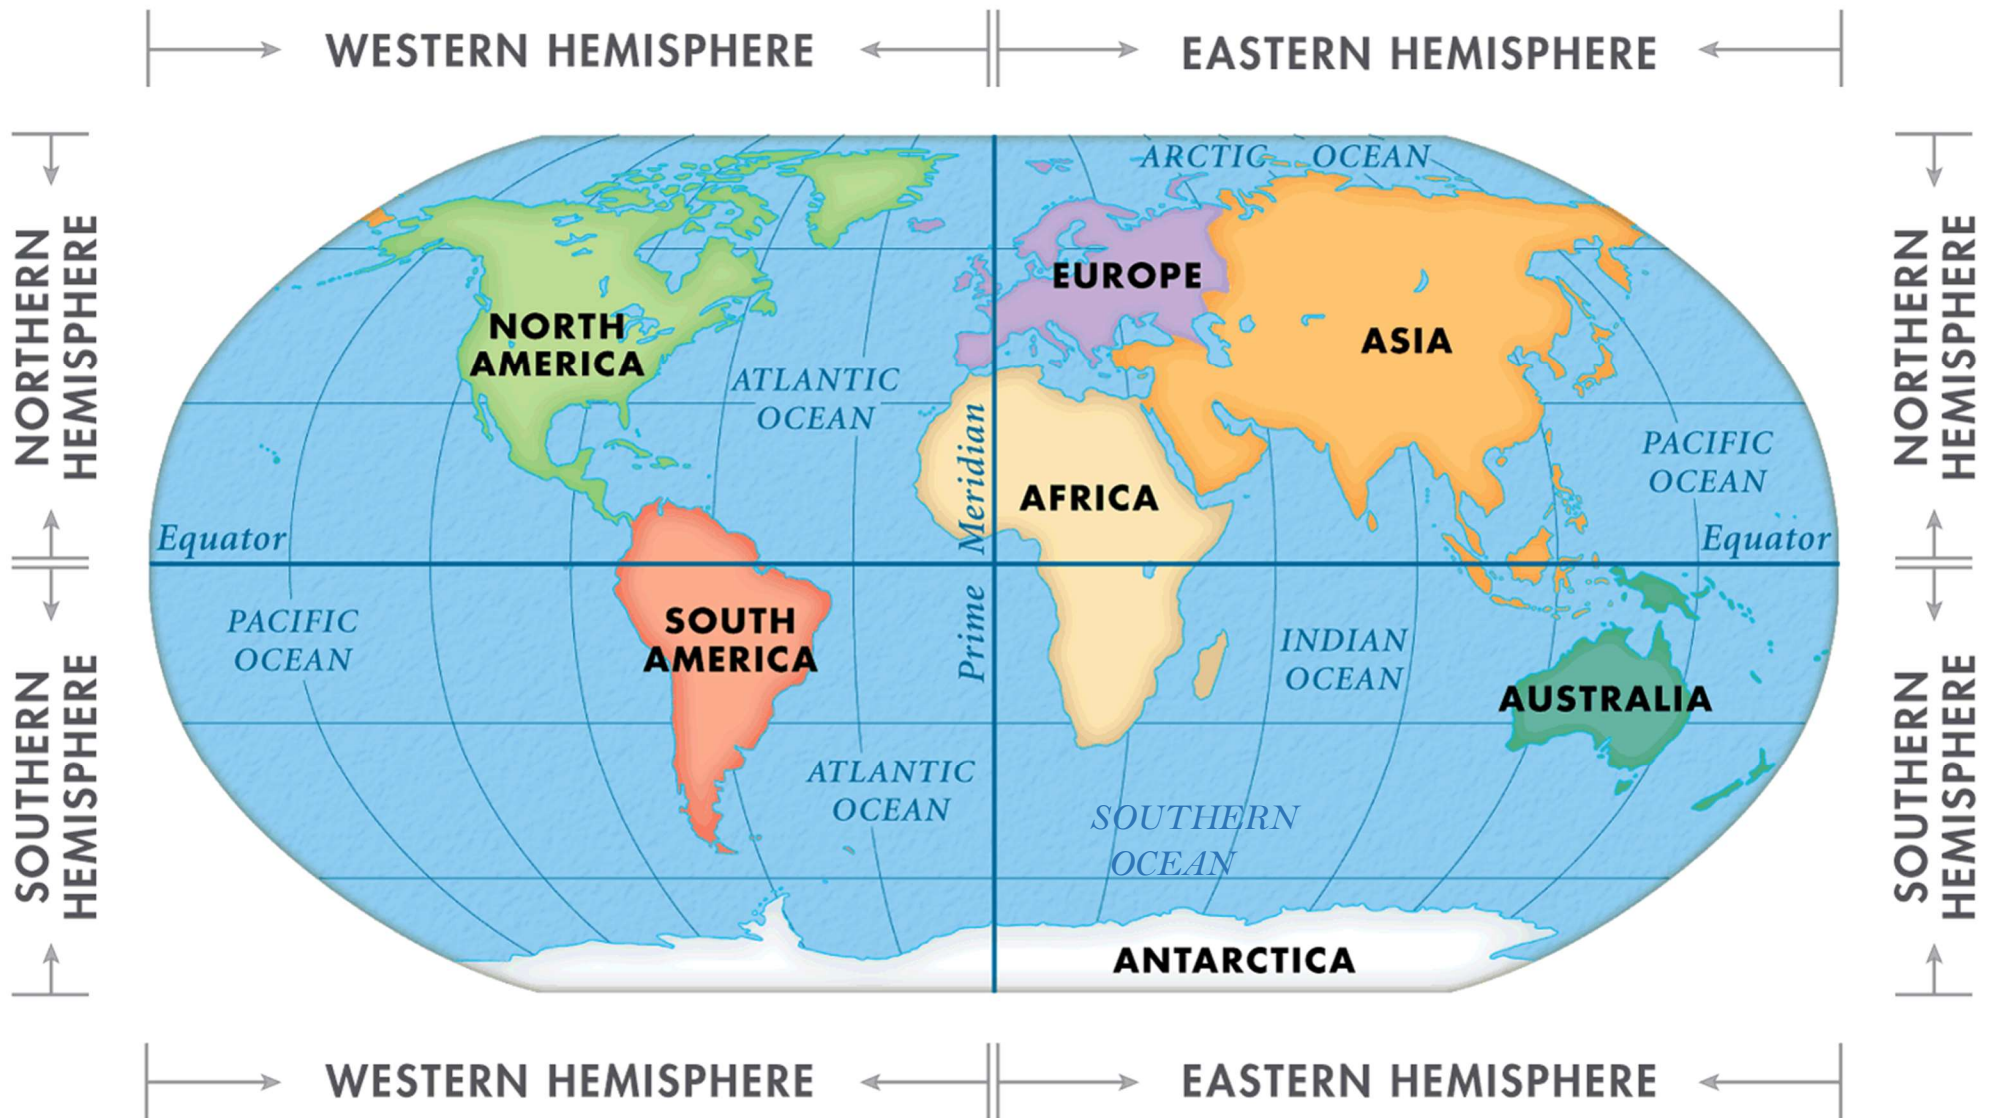 WESTERN HEMISPHERE
EASTERN HEMISPHERE
NORTHERN
HEMISPHERE
NORTHERN
HEMISPHERE
ARCTIC OCEAN
EUROPE
NORTH
AMERICA
ASIA
ATLANTIC
OCEAN
PACIFIC
OCEAN
AFRICA
Equator
Equator
Prime Meridian
PACIFIC
OCEAN
SOUTH
AMERICA
INDIAN
OCEAN
AUSTRALIA
SOUTHERN
HEMISPHERE
SOUTHERN
HEMISPHERE
ATLANTIC
OCEAN
SOUTHERN
OCEAN
ANTARCTICA
WESTERN HEMISPHERE
EASTERN HEMISPHERE